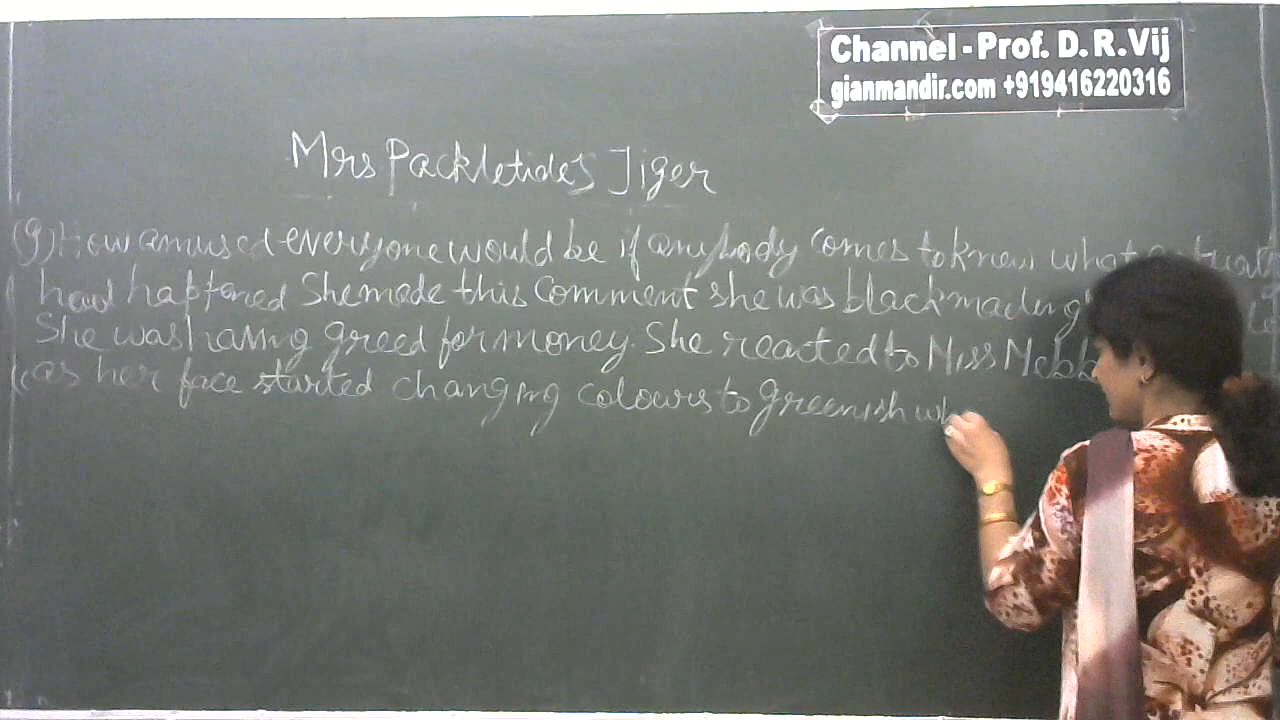 Channel - Prof. D. R. Vij
gianmandir.com +919416220316
Mrs Packletide's Tiger
(g) How amused everyone would be if anybody comes to know what
had happened She made this comment she was blackmailing
She was having greed for money. She reacted to Miss Mebb
as her face started changing colours to greenish wh